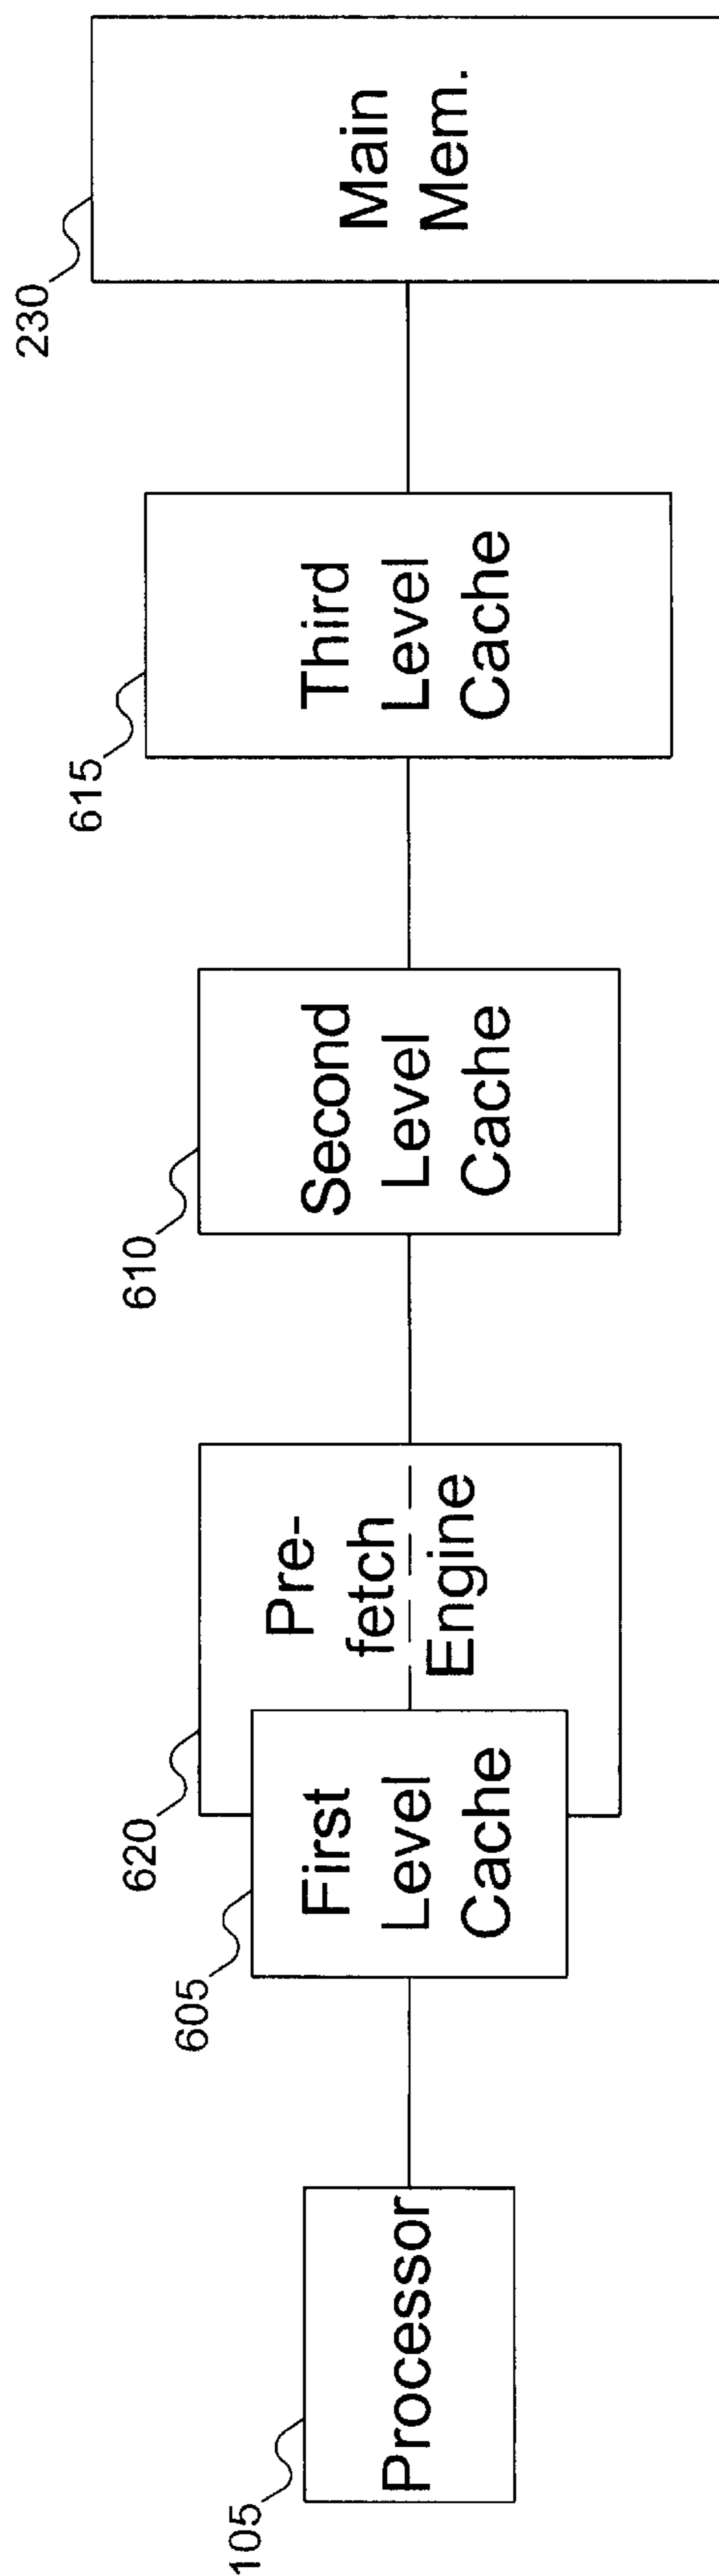 105
Processor
605
First
Level
Cache
620
Pre-
fetch
Engine
610
Second
Level
Cache
615
Third
Level
Cache
230
Main
Mem.